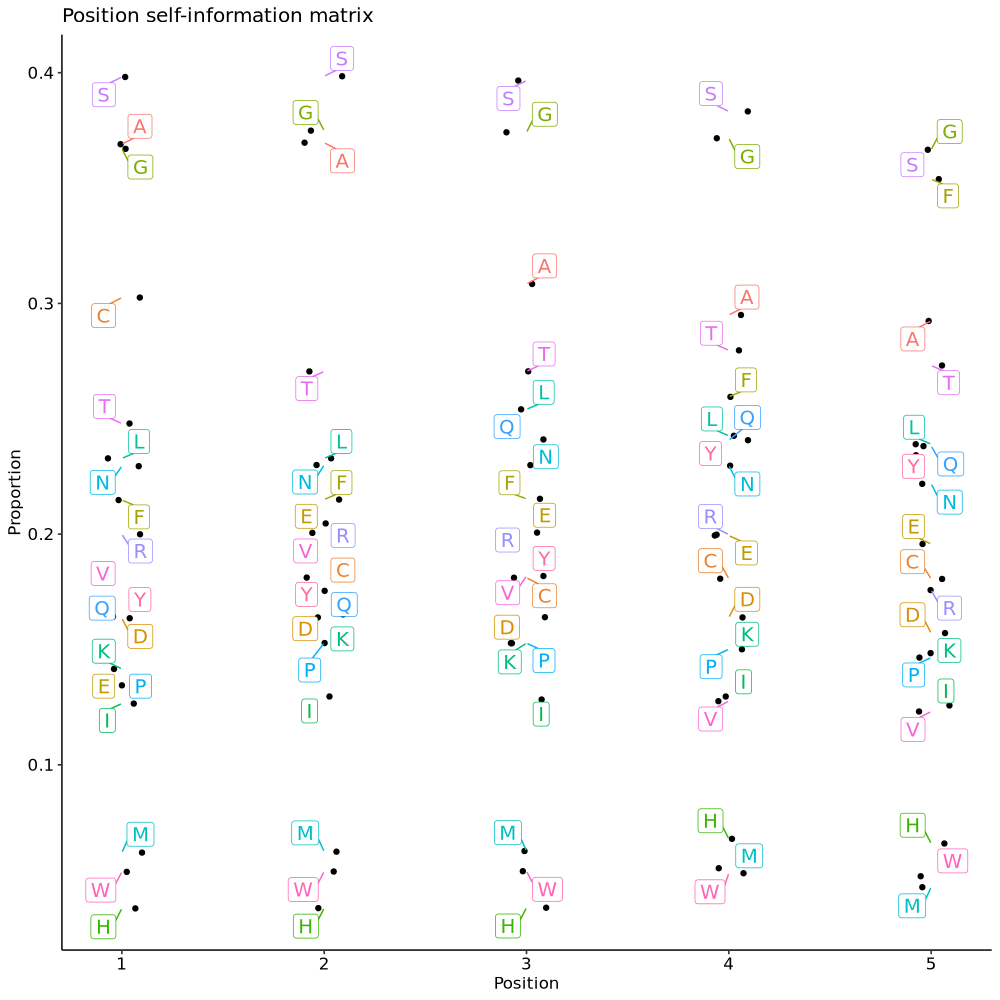 Position self-information matrix
Proportion
0.4
0.3
0.2
0.1
S
A
G
C
T
L
N
F
R
V
Y
Q
D
K
E
P
I
M
W
H
S
G
A
T
L
N
F
E
R
V
C
Y
Q
D
K
P
I
M
W
H
S
G
A
T
L
Q
N
F
E
R
Y
V
C
D
K
P
I
M
W
H
S
G
A
T
F
L
Q
Y
N
R
E
C
D
K
P
I
V
H
M
W
G
S
F
A
T
L
Y
Q
N
E
C
R
D
K
P
I
V
H
W
M
1 2 3 4 5
Position